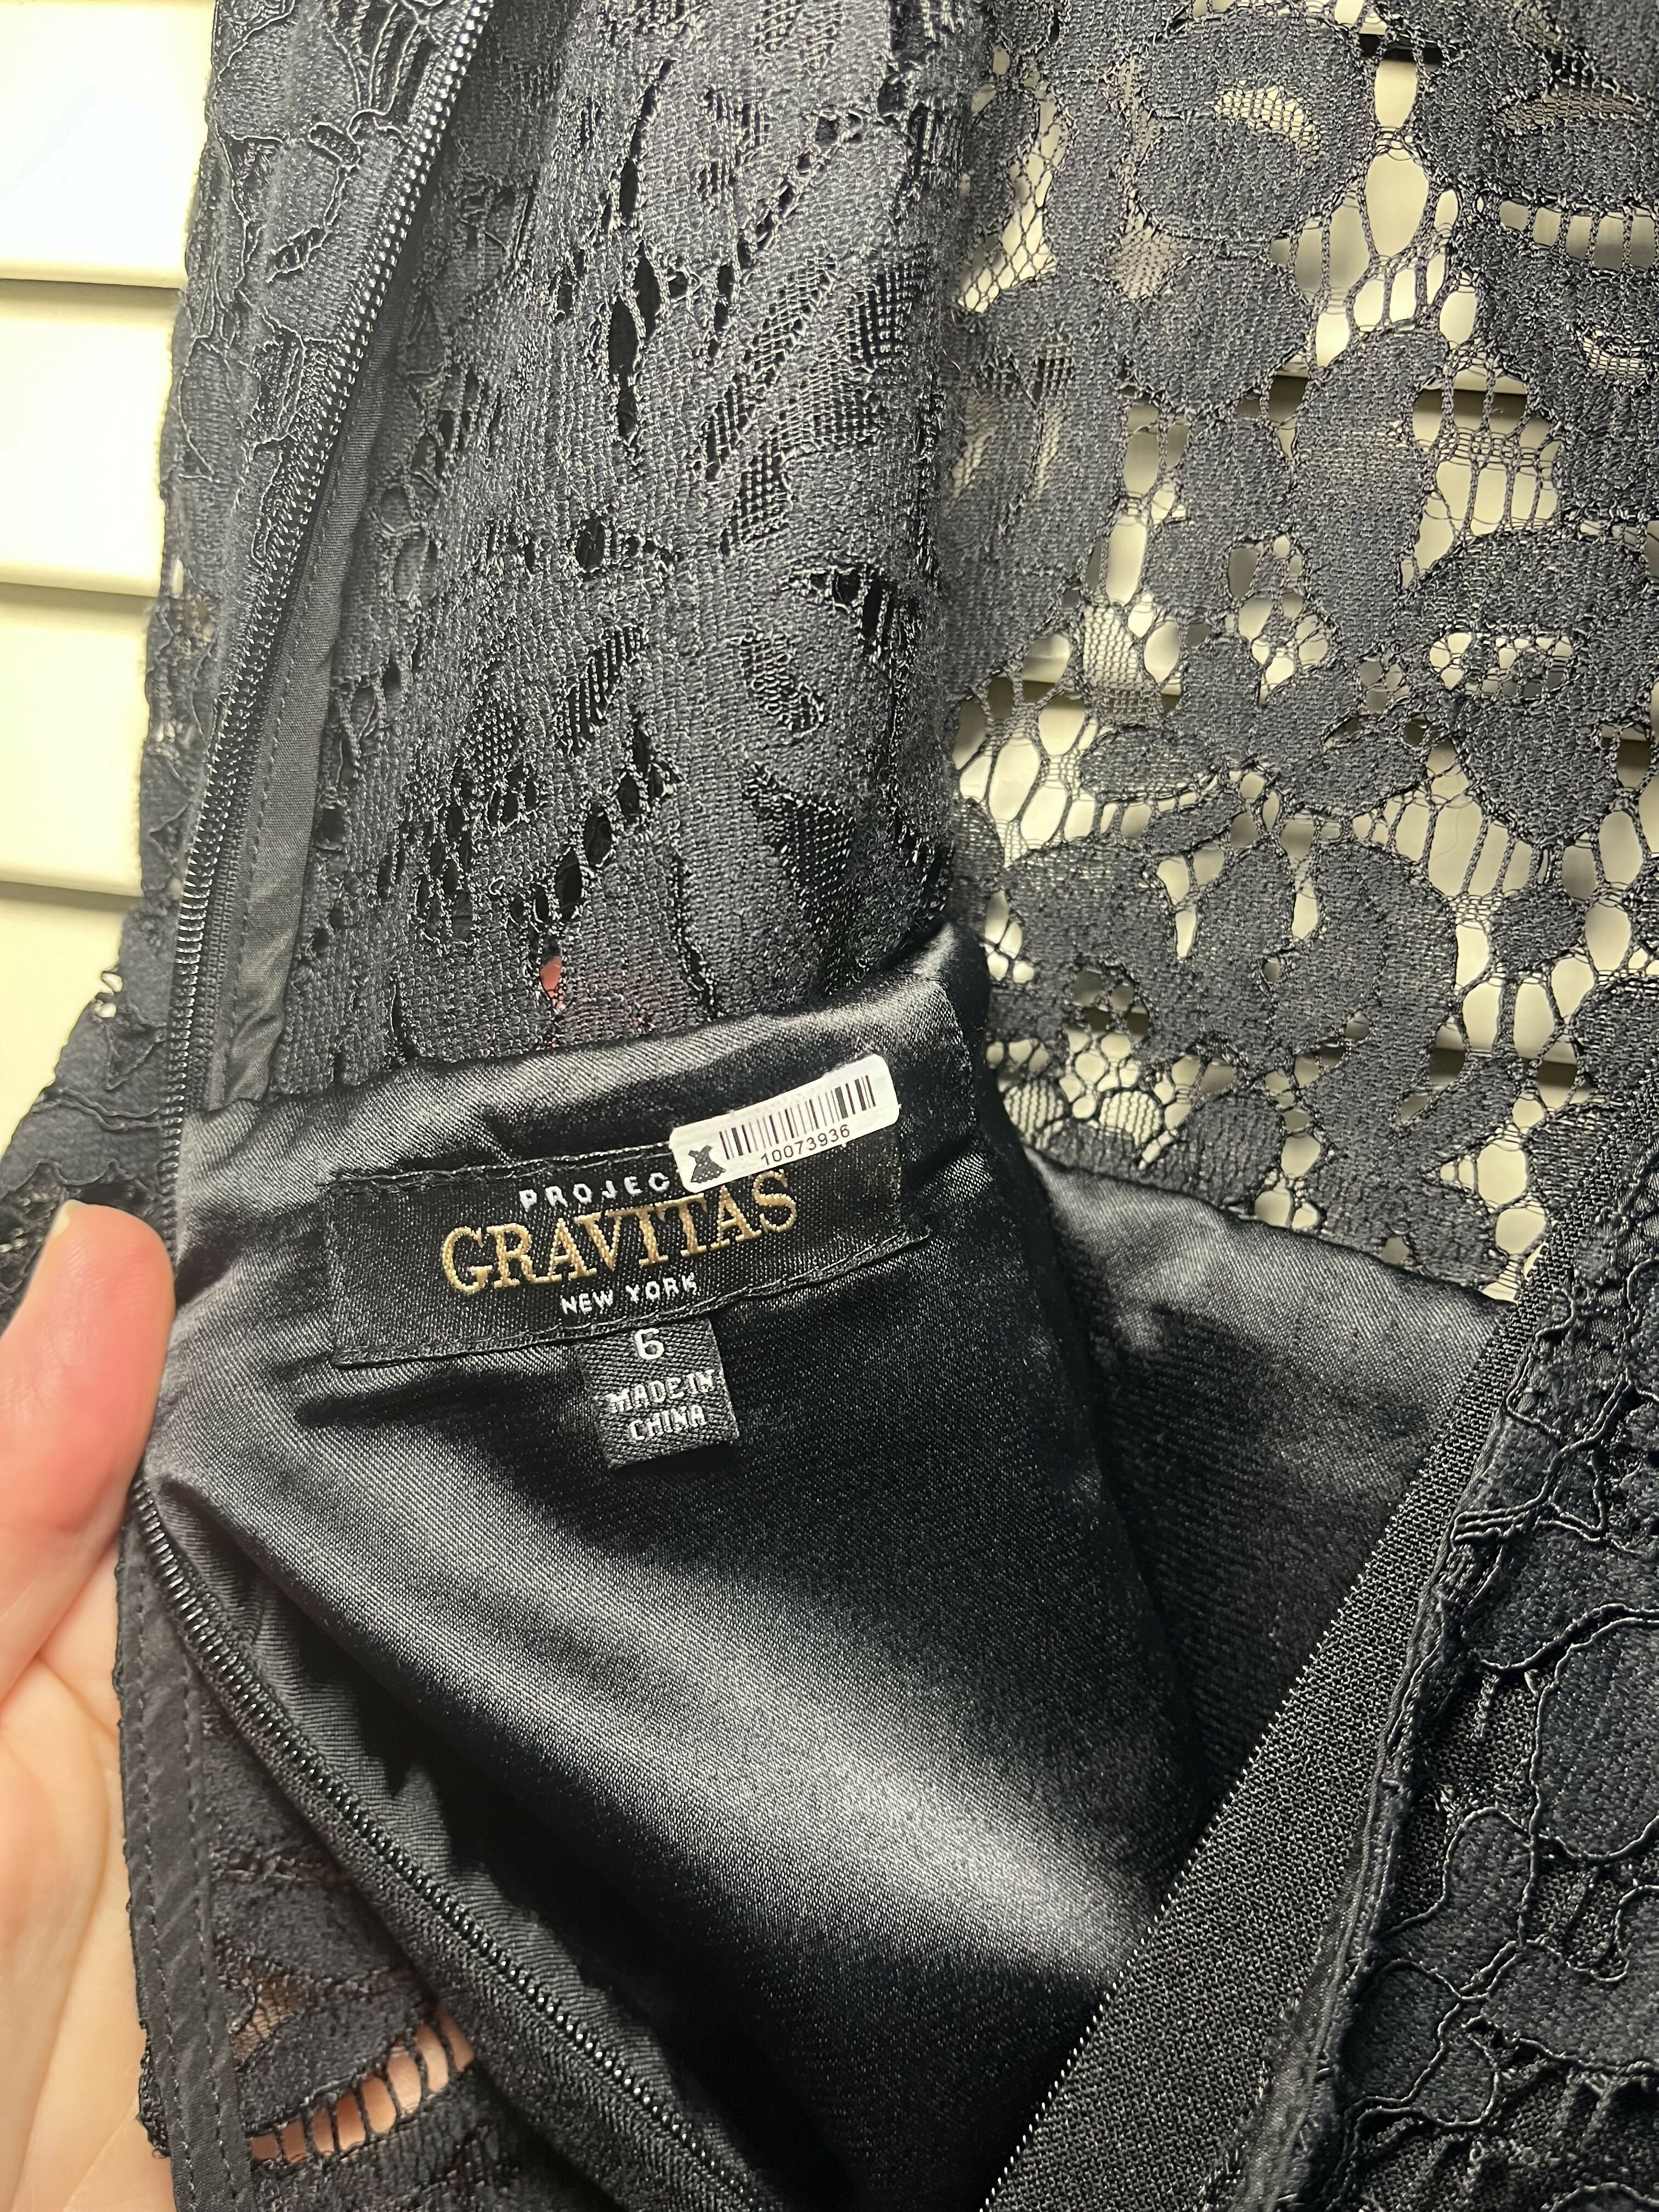 10073936
PROJEC
GRAVITAS
NEW YORK
6
MADE IN
CHINA